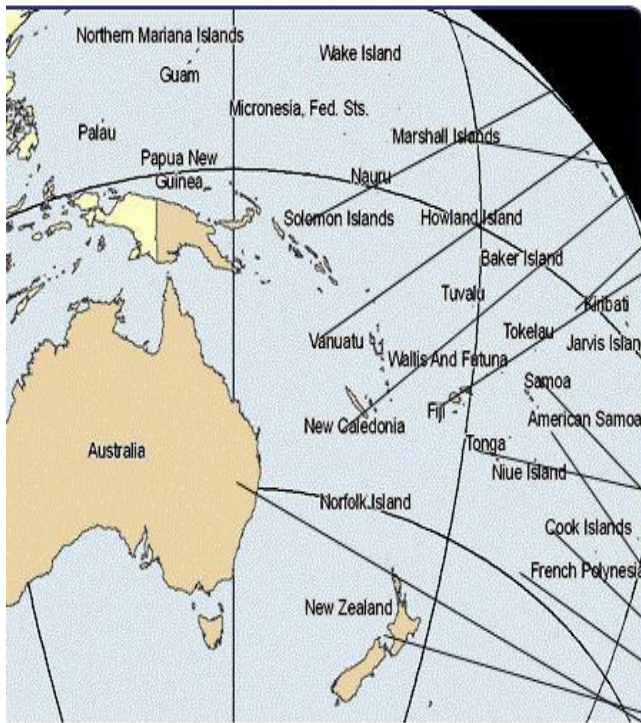 Northern Mariana Islands
Wake Island
Guam
Micronesia, Fed. Sts.
Palau
Marshall Islands
Papua New
Guinea
Nauru
Solomon Islands
Howland Island
Baker Island
Tuvalu
Kiribati
Vanuatu
Tokelau
Jarvis Islan
Wallis And Futuna
Samoa
Fiji
American Samoa
New Caledonia
Australia
Tonga
Niue Island
Norfolk Island
Cook Islands
French Polynesia
New Zealand